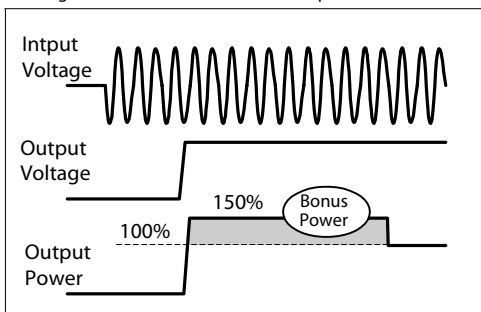 Intput
Voltage
Output
Voltage
150%
Bonus
Power
100%
Output
Power